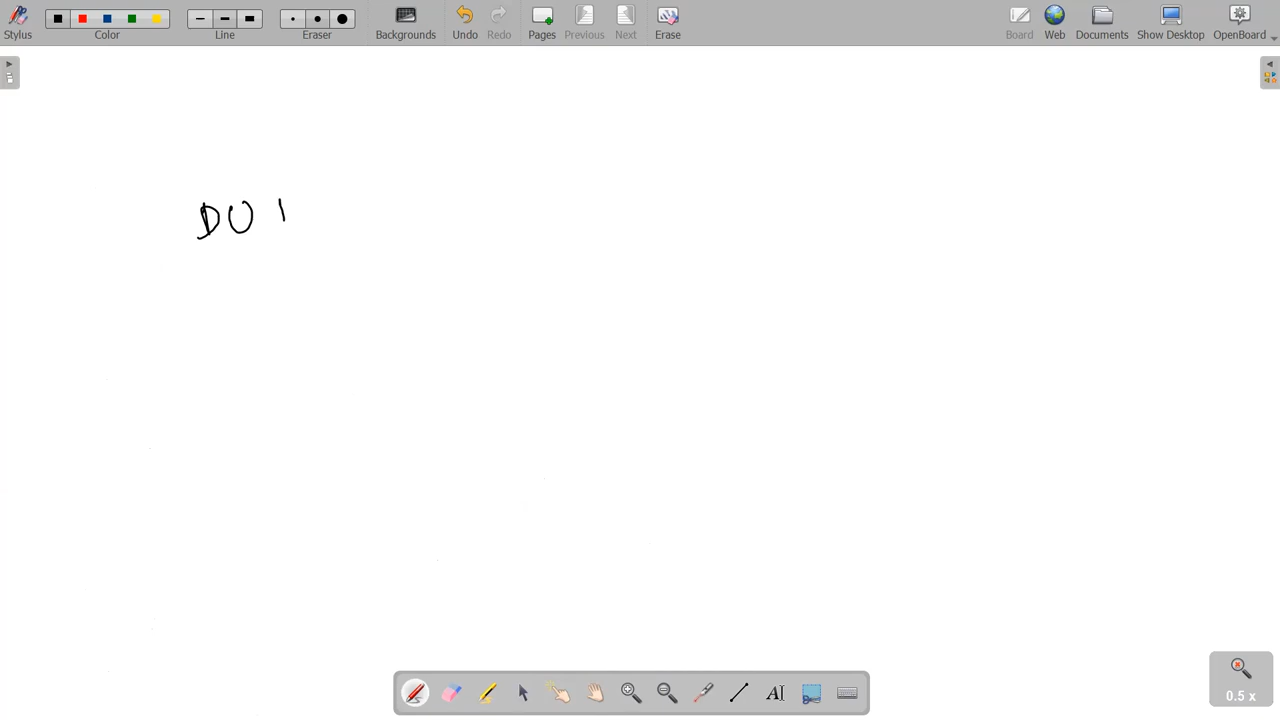 Stylus Color Line Eraser Backgrounds Undo Redo Pages Previous Next Erase Board Web Documents Show Desktop OpenBoard
DO I
AI
0.5 x